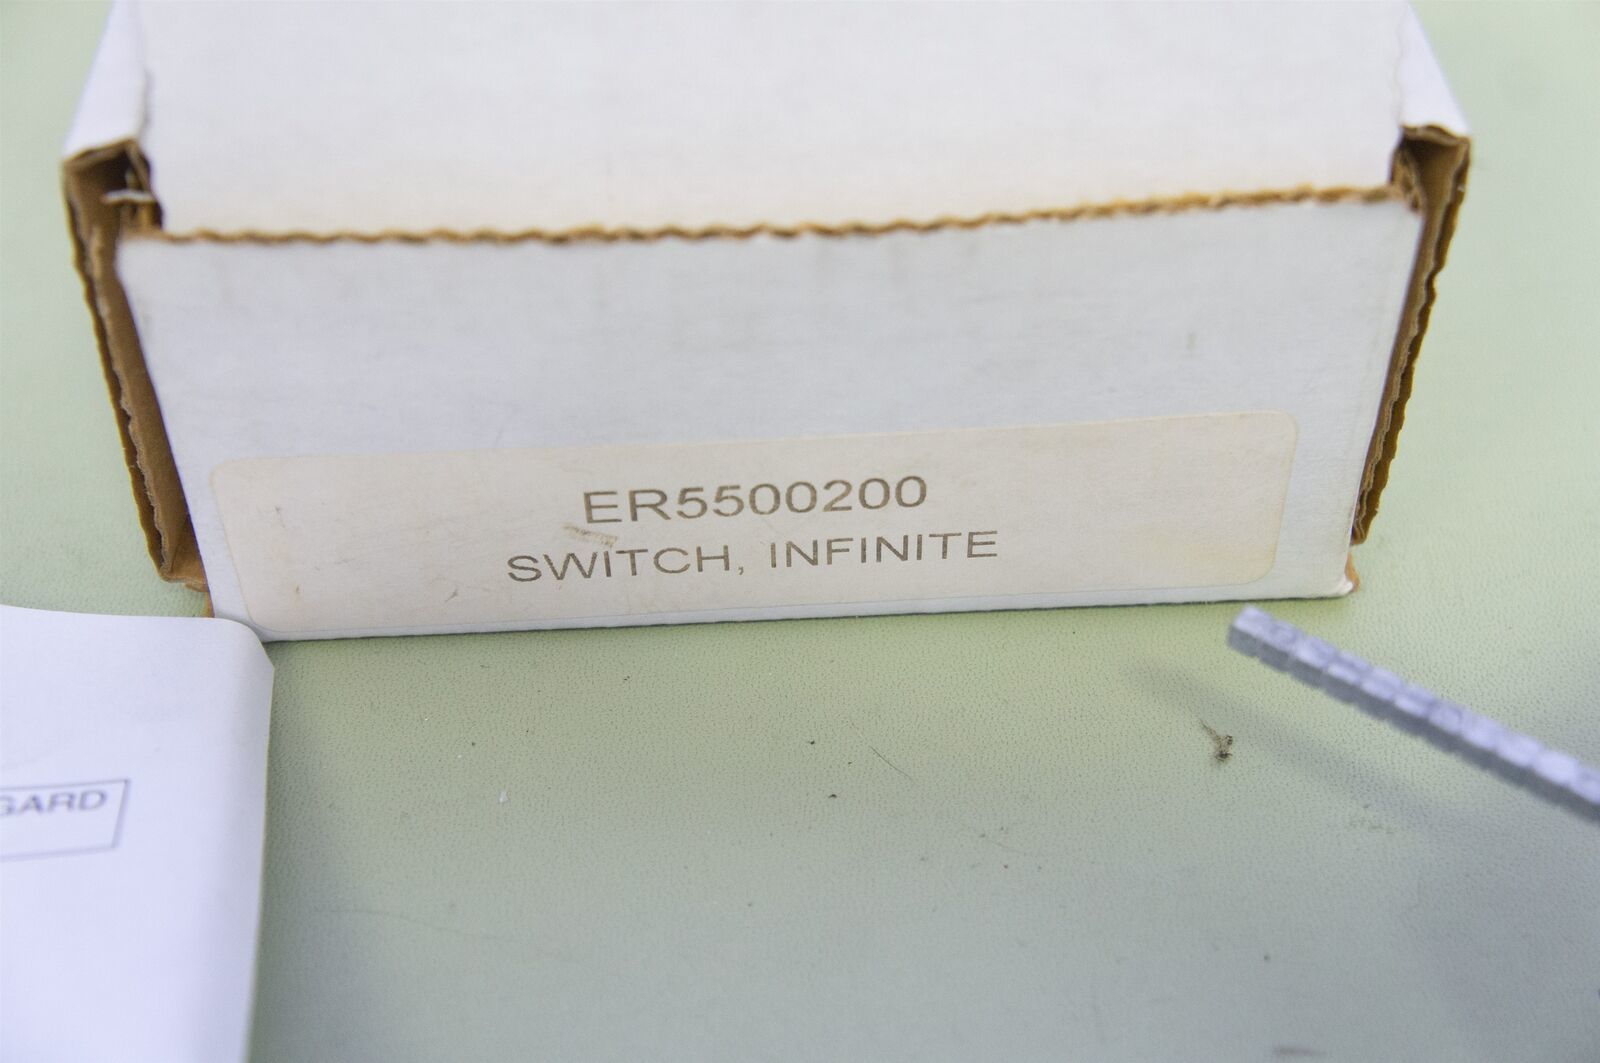 ER5500200
SWITCH, INFINITE
GARD